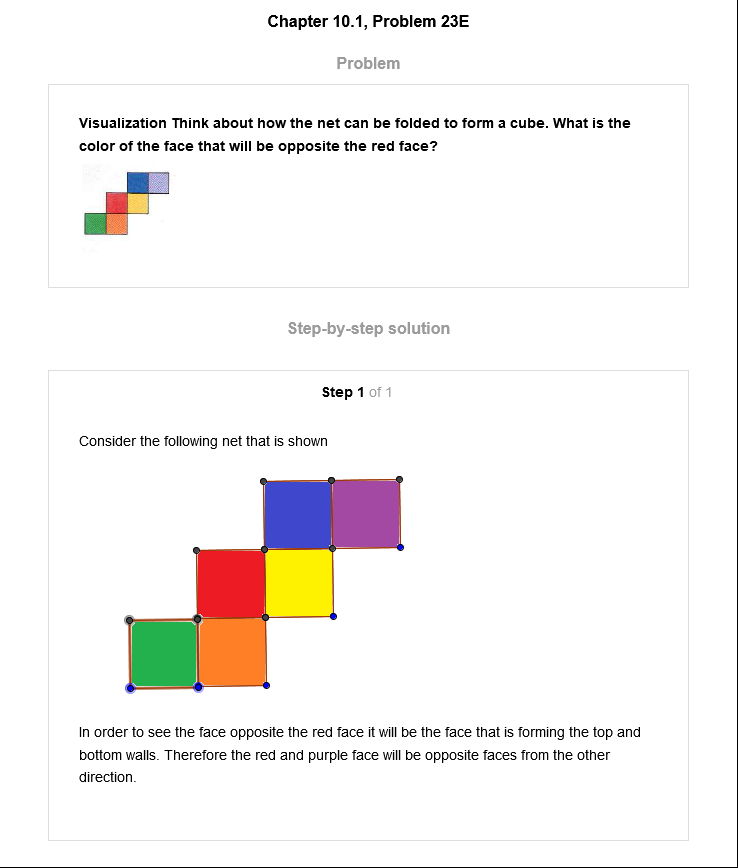 Chapter 10.1, Problem 23E
Problem
Visualization Think about how the net can be folded to form a cube. What is the
color of the face that will be opposite the red face?
Step-by-step solution
Step 1 of 1
Consider the following net that is shown
In order to see the face opposite the red face it will be the face that is forming the top and
bottom walls. Therefore the red and purple face will be opposite faces from the other
direction.